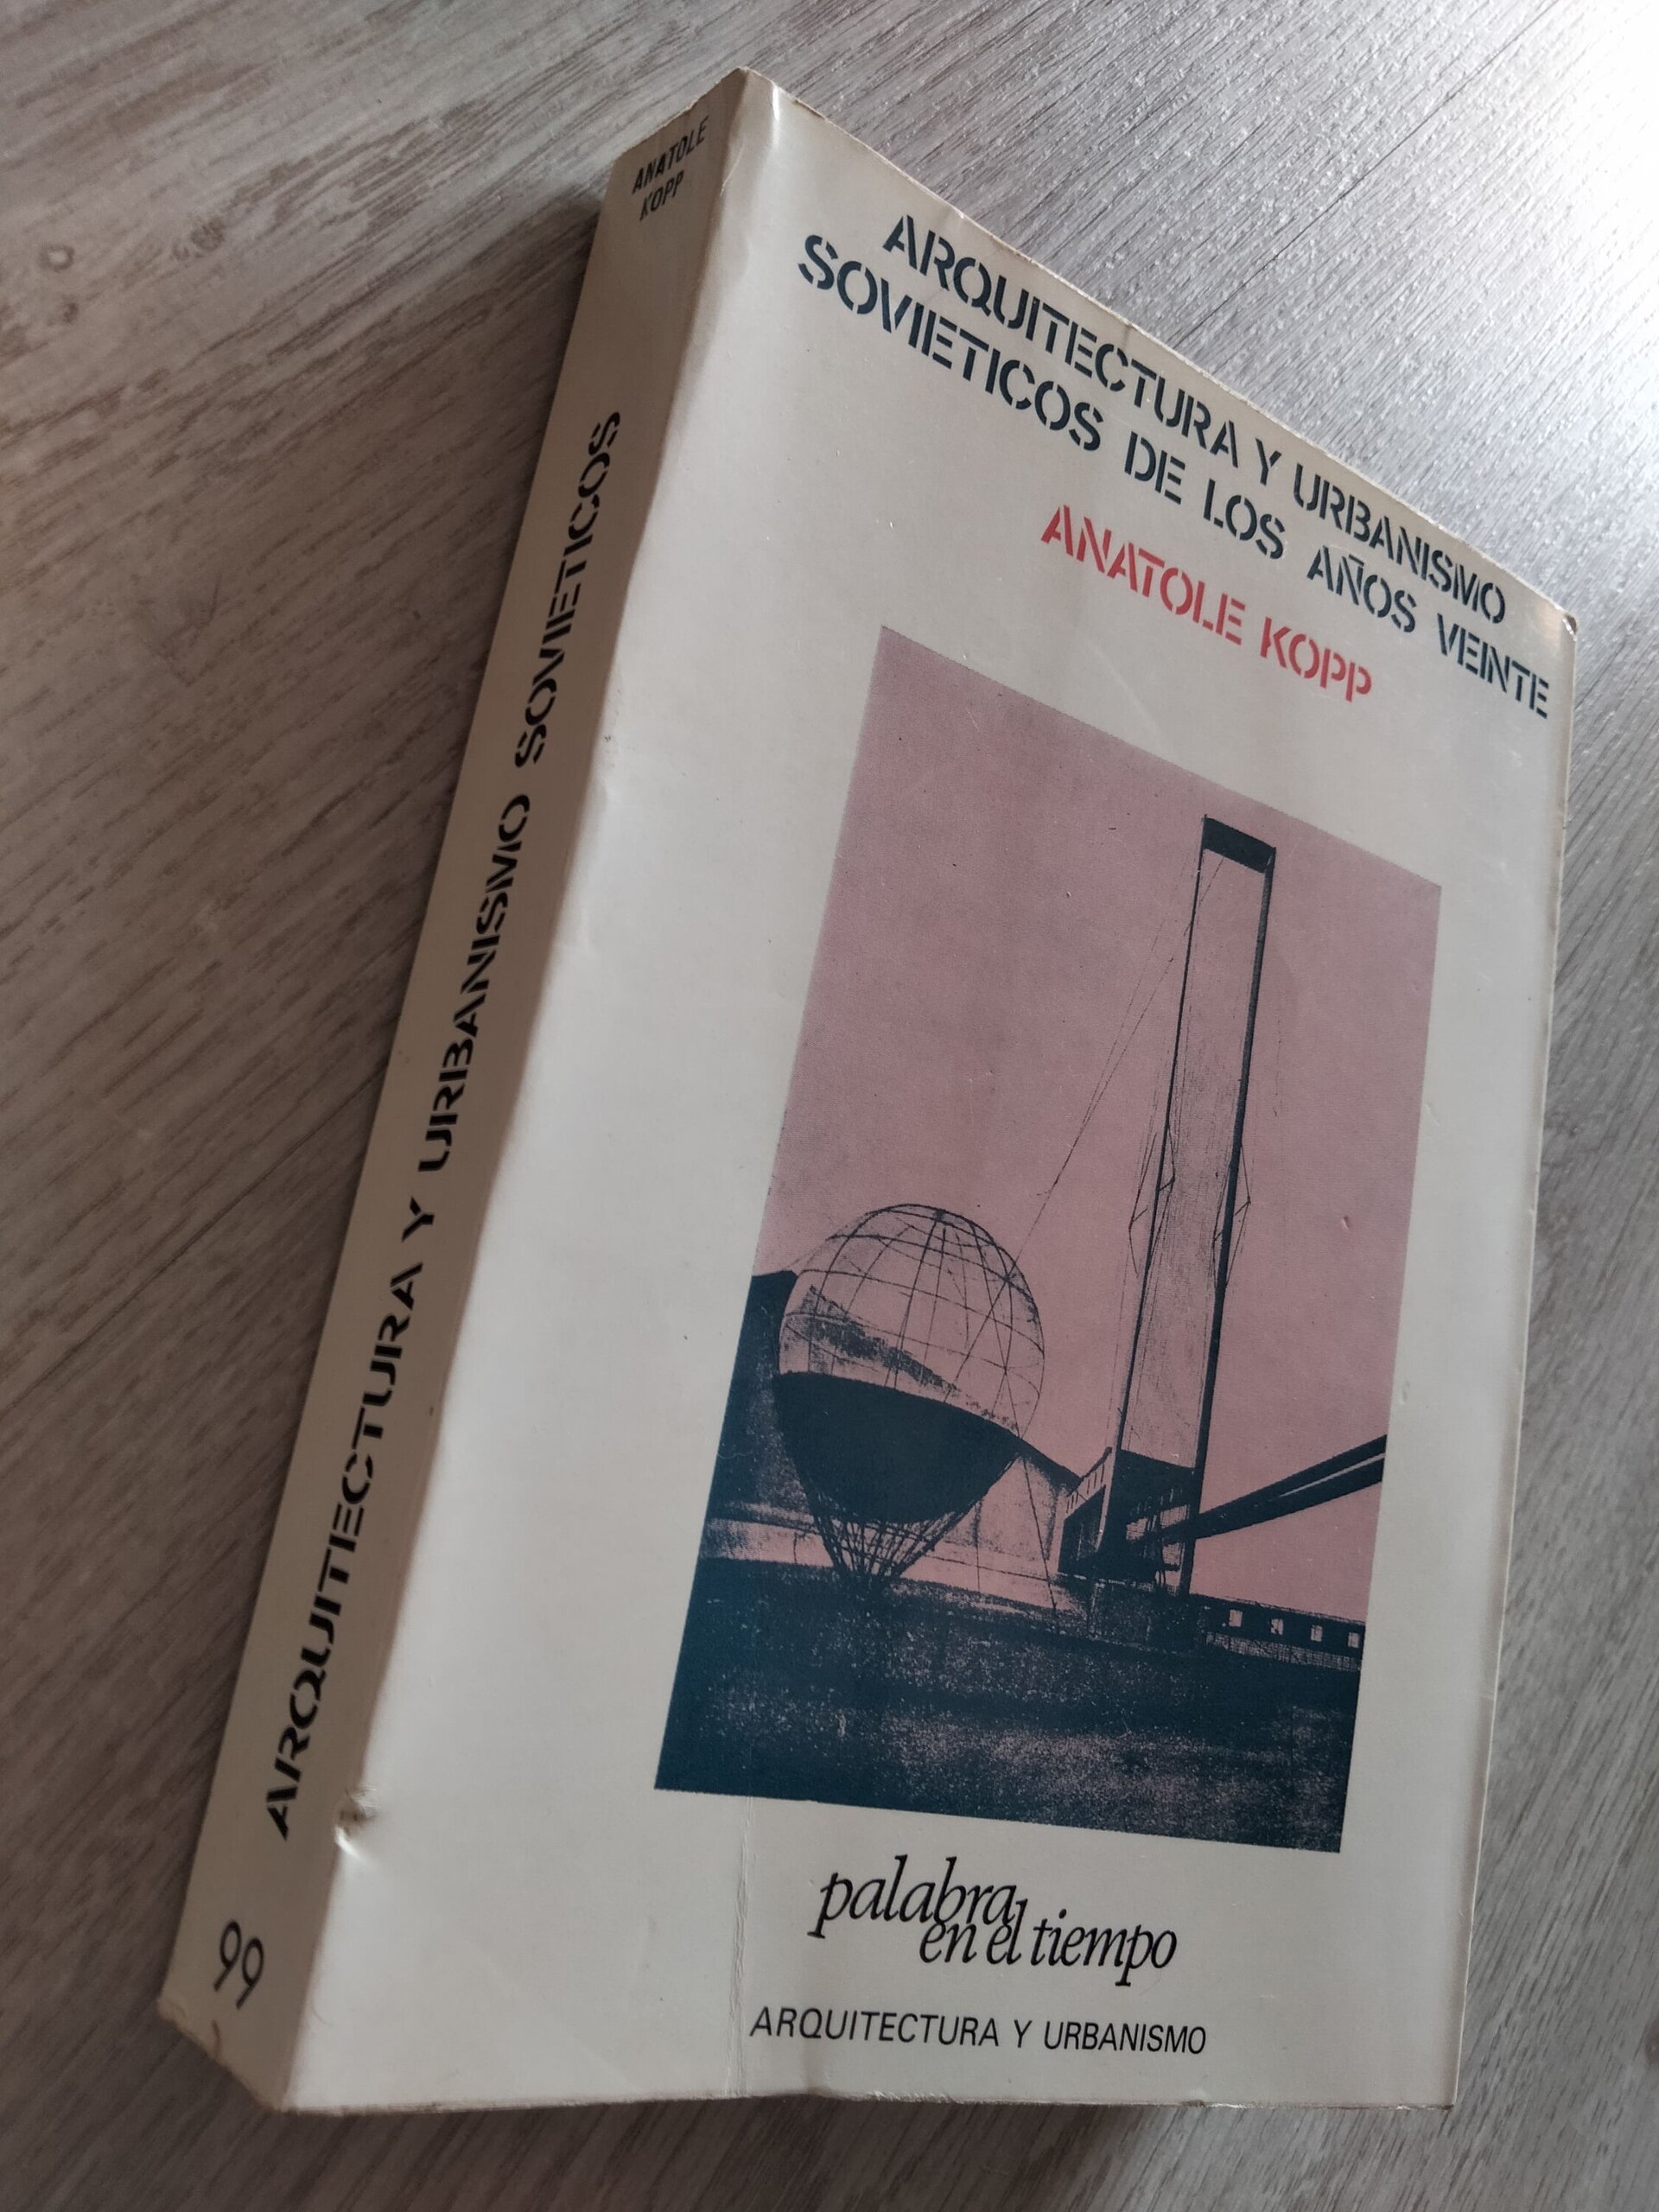 ANATOLE
KOPP
ARQUITECTURA Y URBANISMO SOVIETICOS
99
ARQUITECTURA Y URBANISMO
SOVIETICOS DE LOS AÑOS VEINTE
ANATOLE KOPP
palabra
en el tiempo
ARQUITECTURA Y URBANISMO